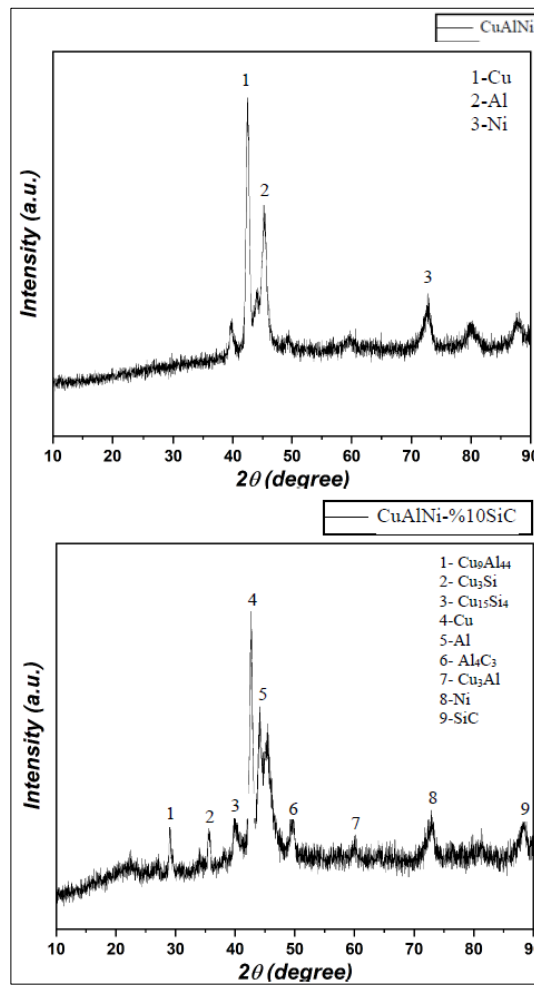 CuAlNi
1-Cu
2-Al
3-Ni
1
2
3
Intensity (a.u.)
10 20 30 40 50 60 70 80 90
2θ (degree)
CuAlNi-%10SiC
1- Cu₉Al₄₄
2- Cu₃Si
3- Cu₁₅Si₄
4-Cu
5-Al
6- Al₄C₃
7- Cu₃Al
8-Ni
9-SiC
4
5
1 2 3 6 7 8 9
Intensity (a.u.)
10 20 30 40 50 60 70 80 90
2θ (degree)